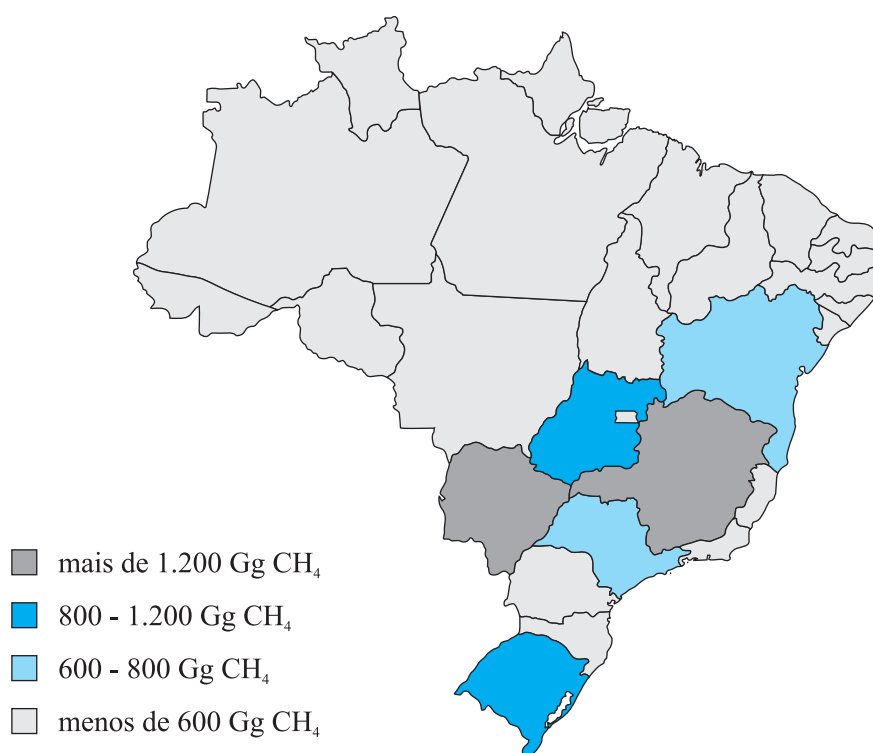 mais de 1.200 Gg CH₄
800 - 1.200 Gg CH₄
600 - 800 Gg CH₄
menos de 600 Gg CH₄